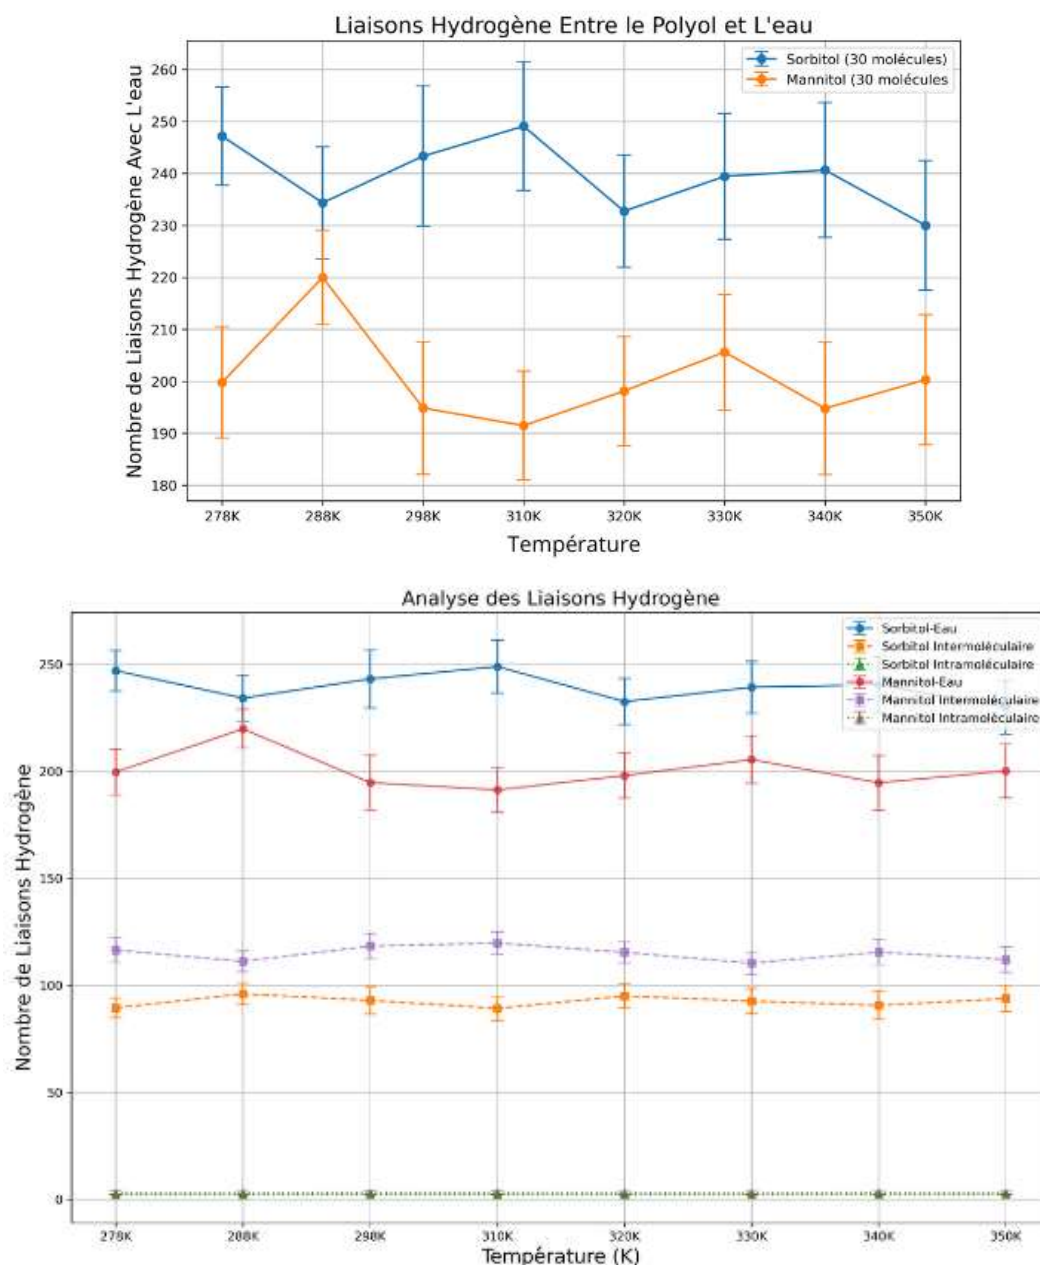 Liaisons Hydrogène Entre le Polyol et L'eau
Sorbitol (30 molécules)
Mannitol (30 molécules
Nombre de Liaisons Hydrogène Avec L'eau
260
250
240
230
220
210
200
190
180
278K 288K 298K 310K 320K 330K 340K 350K
Température
Analyse des Liaisons Hydrogène
Sorbitol-Eau
Sorbitol Intermoléculaire
Sorbitol Intramoléculaire
Mannitol-Eau
Mannitol Intermoléculaire
Mannitol Intramoléculaire
Nombre de Liaisons Hydrogène
250
200
150
100
50
0
278K 288K 298K 310K 320K 330K 340K 350K
Température (K)